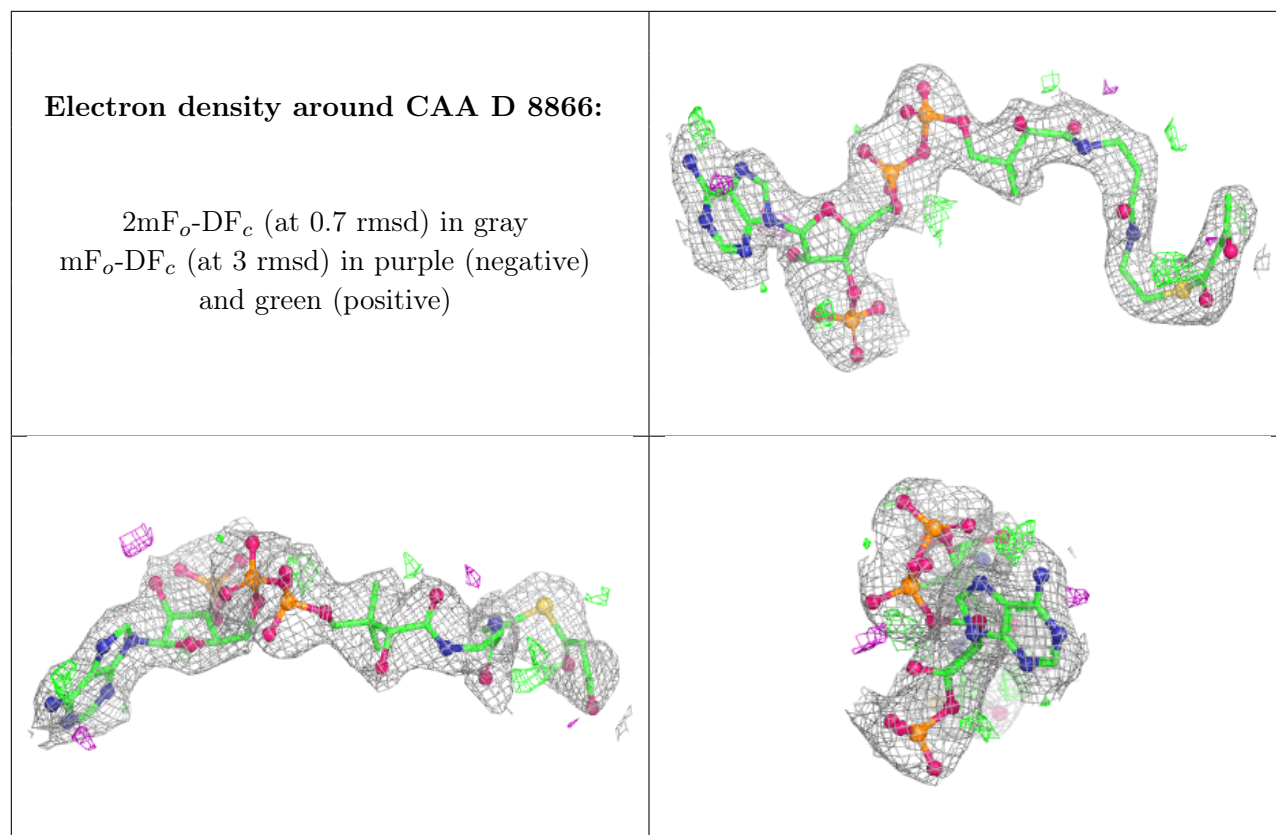 Electron density around CAA D 8866:
2mFo-DFc (at 0.7 rmsd) in gray
mFo-DFc (at 3 rmsd) in purple (negative)
and green (positive)